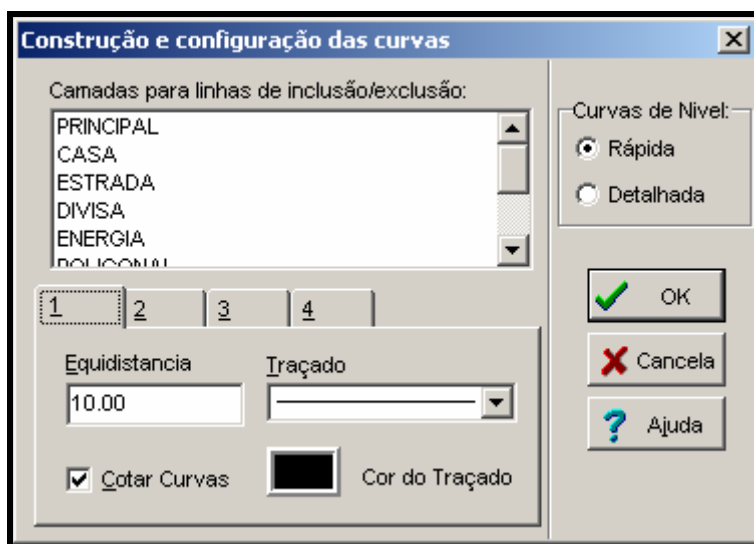 Construção e configuração das curvas
Camadas para linhas de inclusão/exclusão:
PRINCIPAL
CASA
ESTRADA
DIVISA
ENERGIA
POLIGONAL
1 2 3 4
Equidistancia
10.00
Traçado
Cotar Curvas
Cor do Traçado
Curvas de Nivel:
Rápida
Detalhada
OK
Cancela
Ajuda